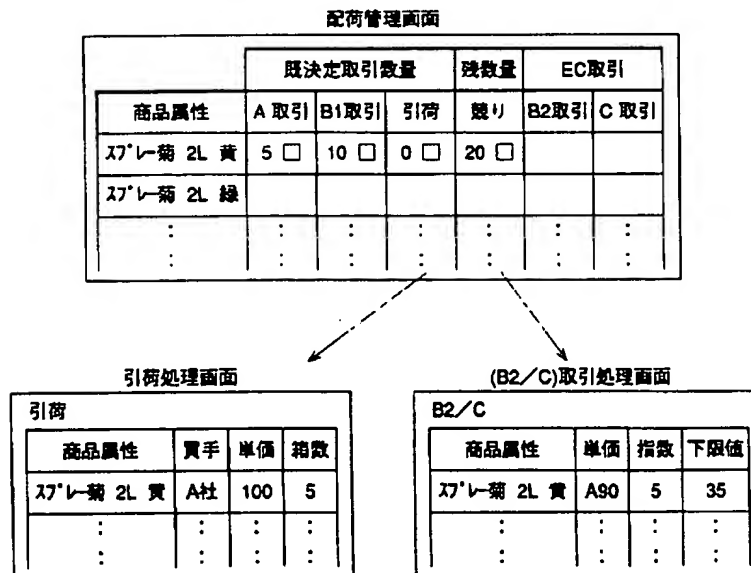 配荷管理画面
既決定取引数量 残数量 EC取引
商品属性 A 取引 B1取引 引荷 競り B2取引 C 取引
スプレー菊 2L 黄 5 □ 10 □ 0 □ 20 □
スプレー菊 2L 緑
引荷処理画面
引荷
商品属性 買手 単価 箱数
スプレー菊 2L 黄 A社 100 5
(B2/C)取引処理画面
B2/C
商品属性 単価 指数 下限値
スプレー菊 2L 黄 A90 5 35